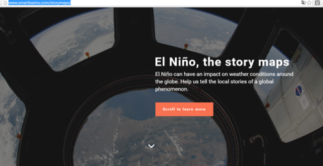 El Niño, the story maps
El Niño can have an impact on weather conditions around
the globe. Help us tell the local stories of a global
phenomenon.
Scroll to learn more